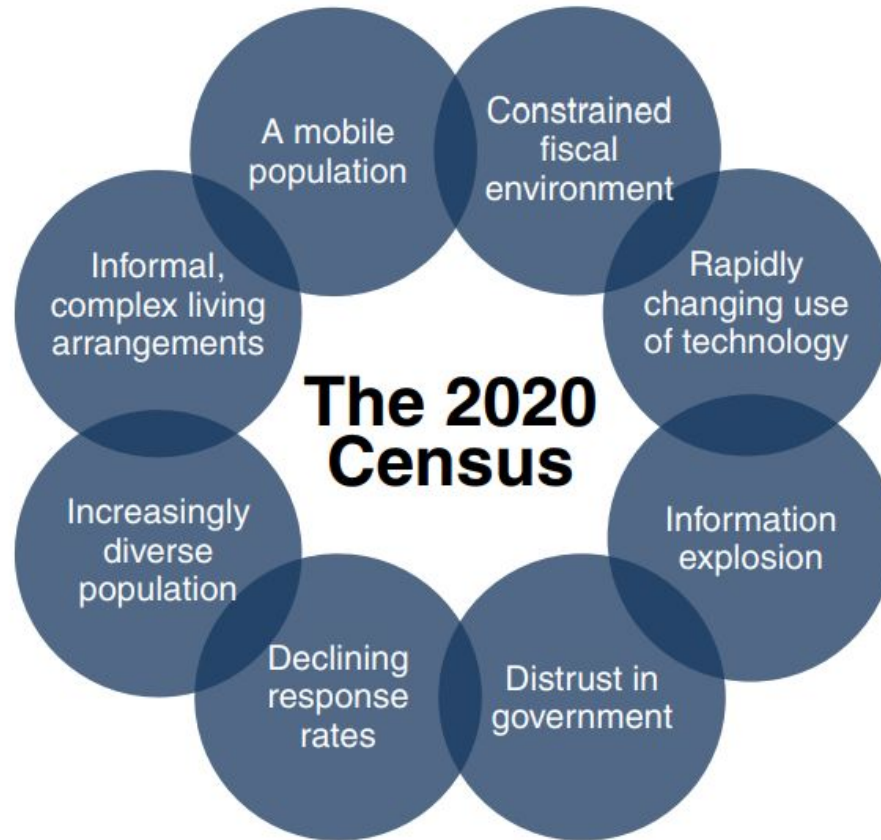 A mobile
population
Constrained
fiscal
environment
Rapidly
changing use
of technology
Information
explosion
Distrust in
government
Declining
response
rates
Increasingly
diverse
population
Informal,
complex living
arrangements
The 2020
Census